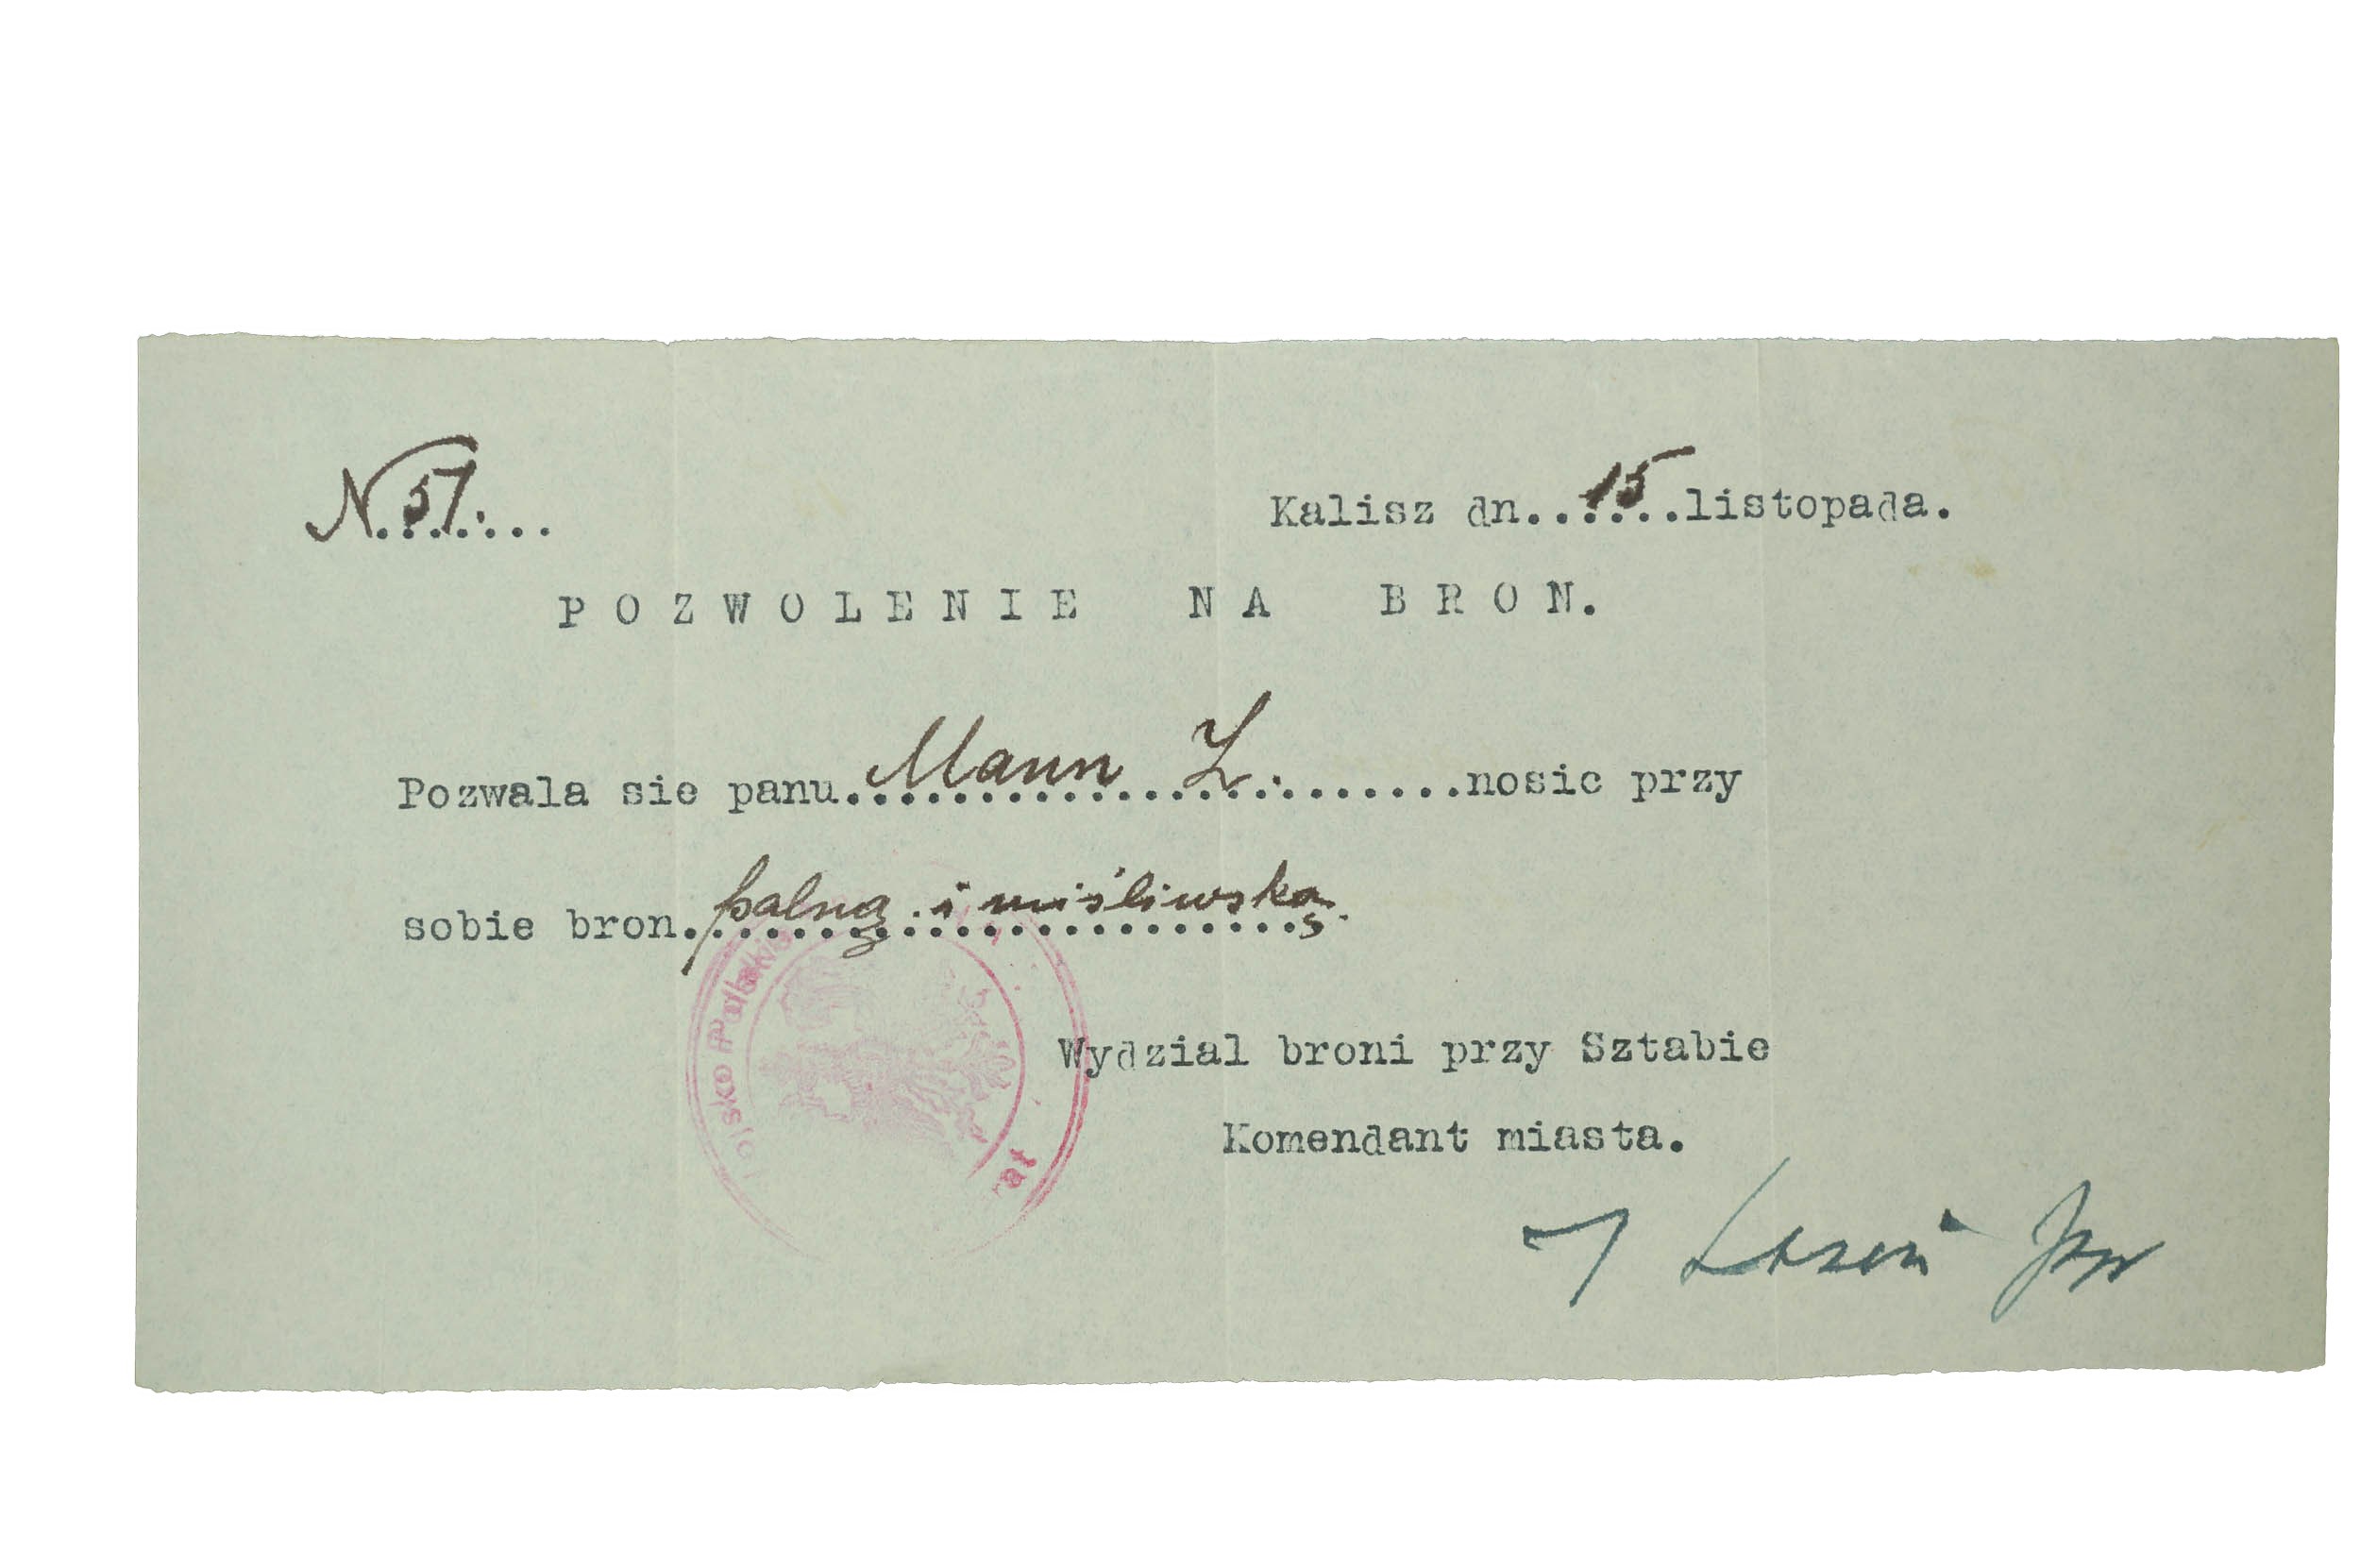 N. 57.......
Kalisz dn...15...listopada.
POZWOLENIE NA BRON.
Pozwala sie panu...Mann Z.......nosic przy
sobie bron.palną i miśliwską.
Wydzial broni przy Sztabie
Komendant miasta.